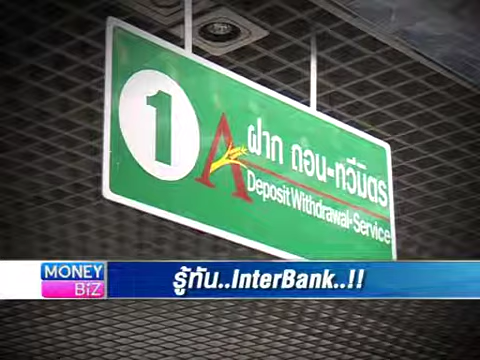 1
ฝาก ถอน-ทวีมิตร
Deposit Withdrawal-Service
MONEY
BiZ
รู้ทัน..InterBank..!!